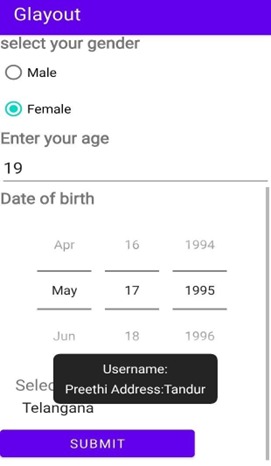 Glayout
select your gender
Male
Female
Enter your age
19
Date of birth
Apr 16 1994
May 17 1995
Jun 18 1996
Username:
Preethi Address:Tandur
Telangana
SUBMIT